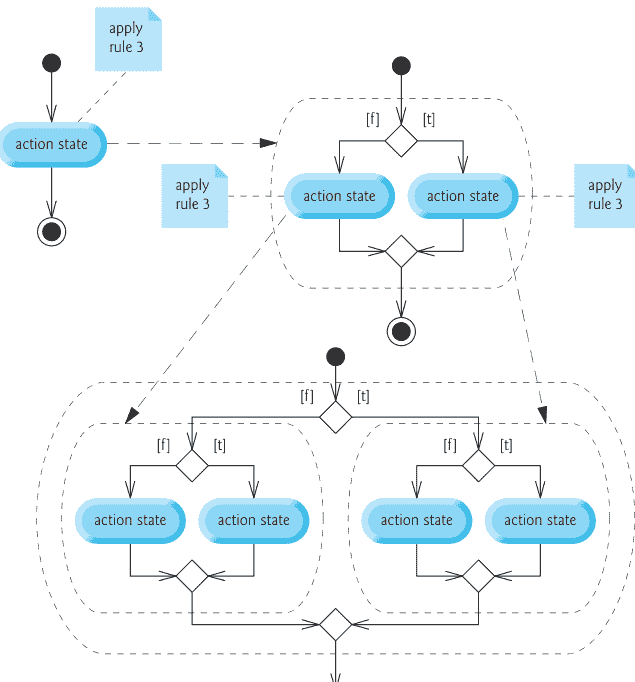 apply
rule 3
action state
[f]
[t]
apply
rule 3
action state
action state
apply
rule 3
[f]
[t]
[f]
[t]
[f]
[t]
action state
action state
action state
action state